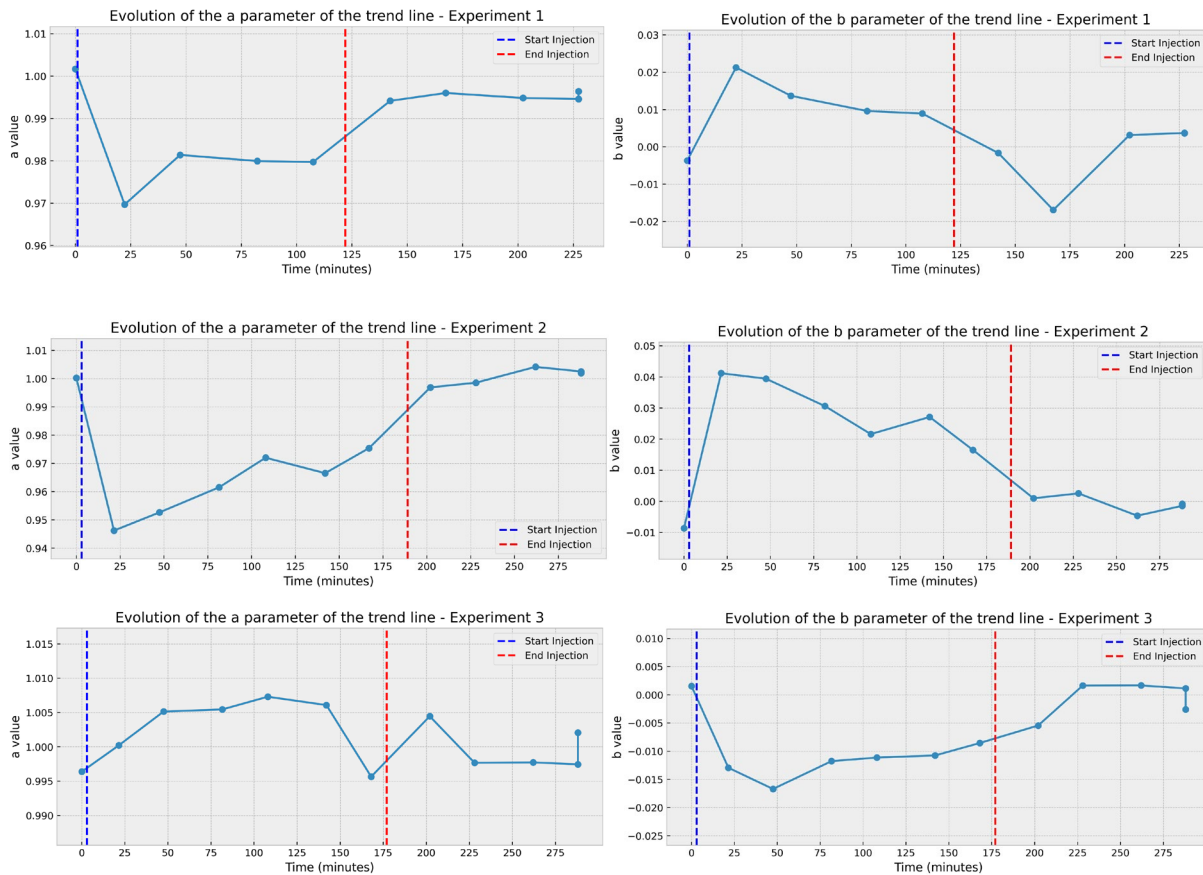 Evolution of the a parameter of the trend line - Experiment 1
1.01
1.00
0.99
0.98
0.97
0.96
a value
Start Injection
End Injection
0 25 50 75 100 125 150 175 200 225
Time (minutes)
Evolution of the b parameter of the trend line - Experiment 1
0.03
0.02
0.01
0.00
−0.01
−0.02
b value
Start Injection
End Injection
0 25 50 75 100 125 150 175 200 225
Time (minutes)
Evolution of the a parameter of the trend line - Experiment 2
1.01
1.00
0.99
0.98
0.97
0.96
0.95
0.94
a value
Start Injection
End Injection
0 25 50 75 100 125 150 175 200 225 250 275
Time (minutes)
Evolution of the b parameter of the trend line - Experiment 2
0.05
0.04
0.03
0.02
0.01
0.00
−0.01
b value
Start Injection
End Injection
0 25 50 75 100 125 150 175 200 225 250 275
Time (minutes)
Evolution of the a parameter of the trend line - Experiment 3
1.015
1.010
1.005
1.000
0.995
0.990
a value
Start Injection
End Injection
0 25 50 75 100 125 150 175 200 225 250 275
Time (minutes)
Evolution of the b parameter of the trend line - Experiment 3
0.010
0.005
0.000
−0.005
−0.010
−0.015
−0.020
−0.025
b value
Start Injection
End Injection
0 25 50 75 100 125 150 175 200 225 250 275
Time (minutes)